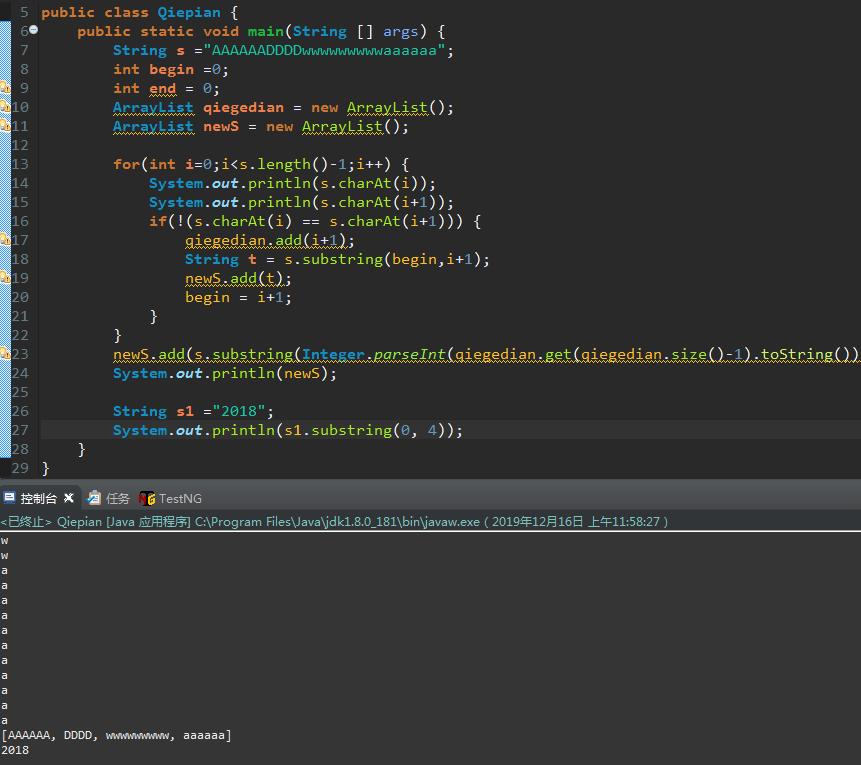 5 public class Qiepian {
6 public static void main(String [] args) {
7 String s ="AAAAAADDDDwwwwwwwwwaaaaaa";
8 int begin =0;
9 int end = 0;
10 ArrayList qiegedian = new ArrayList();
11 ArrayList newS = new ArrayList();
12
13 for(int i=0;i<s.length()-1;i++) {
14 System.out.println(s.charAt(i));
15 System.out.println(s.charAt(i+1));
16 if(!(s.charAt(i) == s.charAt(i+1))) {
17 qiegedian.add(i+1);
18 String t = s.substring(begin,i+1);
19 newS.add(t);
20 begin = i+1;
21 }
22 }
23 newS.add(s.substring(Integer.parseInt(qiegedian.get(qiegedian.size()-1).toString())
24 System.out.println(newS);
25
26 String s1 ="2018";
27 System.out.println(s1.substring(0, 4));
28 }
29 }
控制台 任务 TestNG
<已终止> Qiepian [Java 应用程序] C:\Program Files\Java\jdk1.8.0_181\bin\javaw.exe ( 2019年12月16日 上午11:58:27 )
w
w
a
a
a
a
a
a
a
a
a
a
a
[AAAAAA, DDDD, wwwwwwwww, aaaaaa]
2018